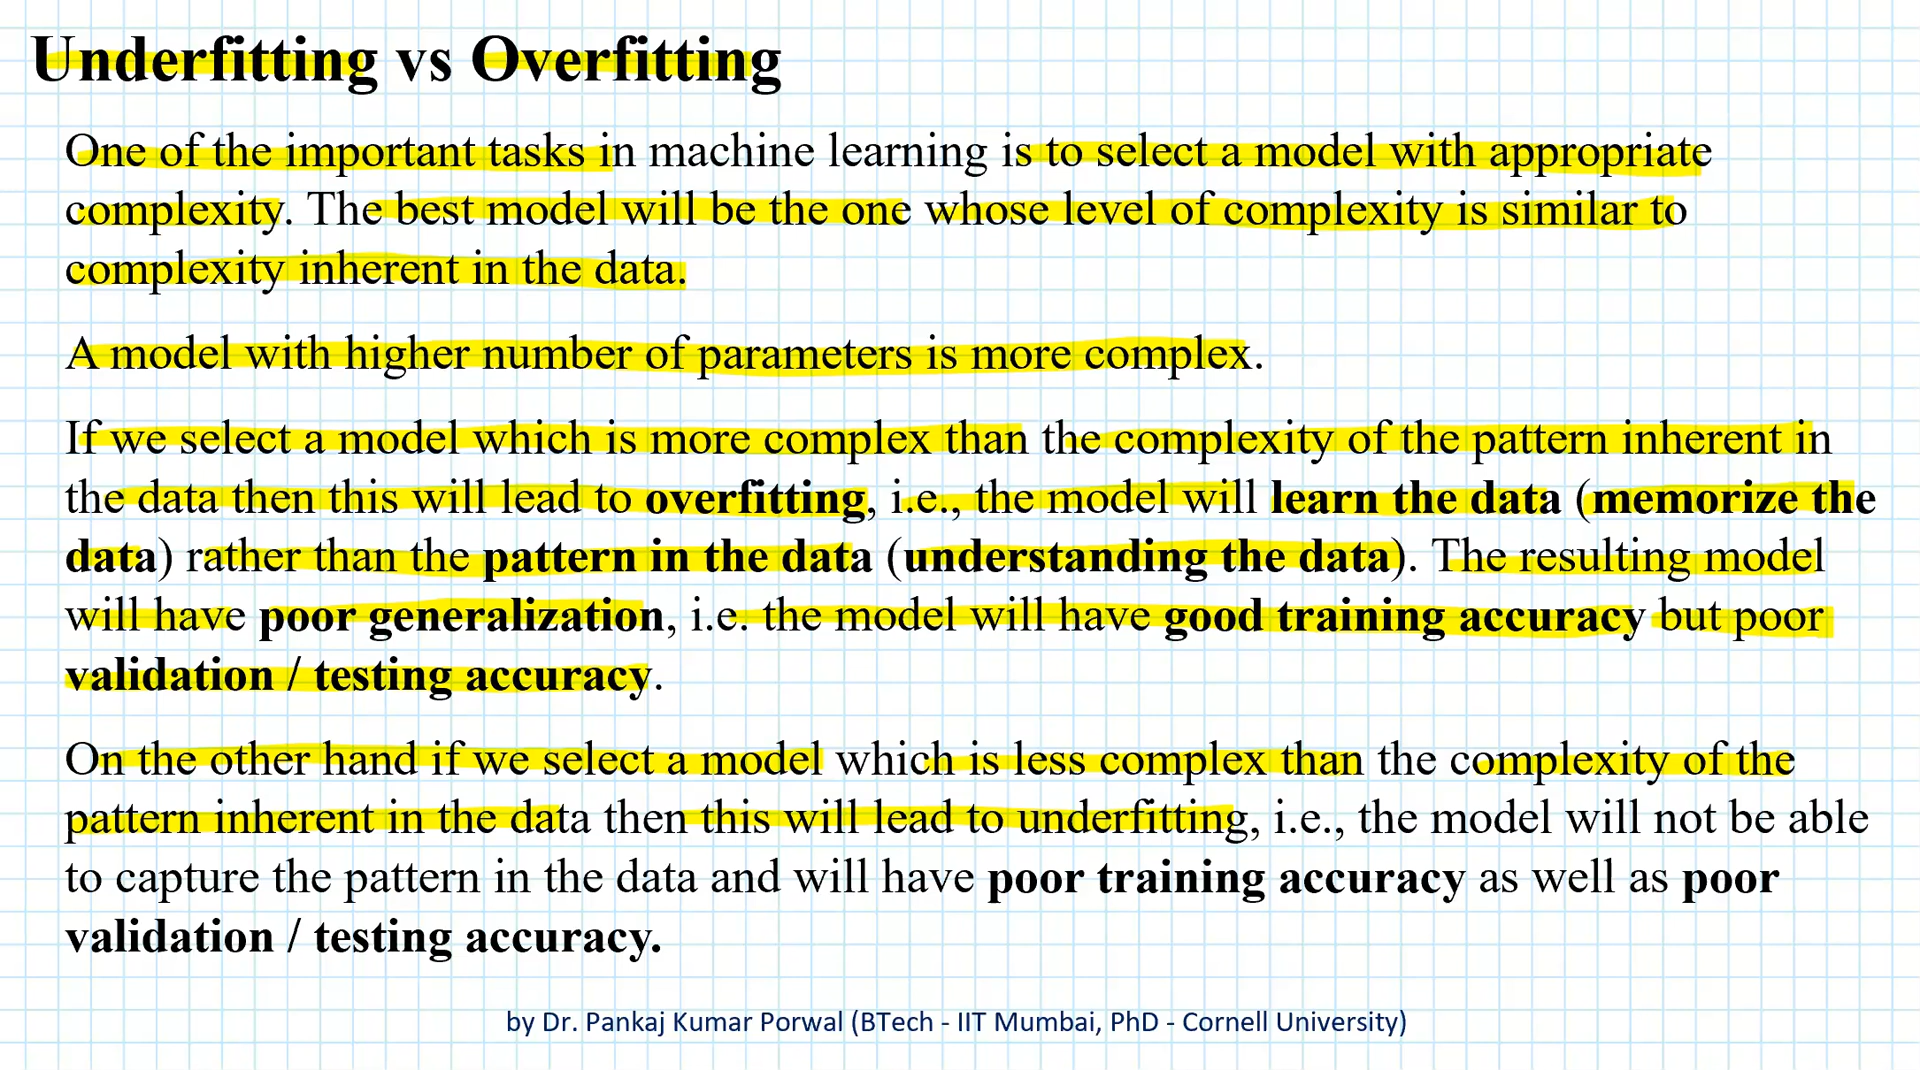 Underfitting vs Overfitting
One of the important tasks in machine learning is to select a model with appropriate
complexity. The best model will be the one whose level of complexity is similar to
complexity inherent in the data.
A model with higher number of parameters is more complex.
If we select a model which is more complex than the complexity of the pattern inherent in
the data then this will lead to overfitting, i.e., the model will learn the data (memorize the
data) rather than the pattern in the data (understanding the data). The resulting model
will have poor generalization, i.e. the model will have good training accuracy but poor
validation / testing accuracy.
On the other hand if we select a model which is less complex than the complexity of the
pattern inherent in the data then this will lead to underfitting, i.e., the model will not be able
to capture the pattern in the data and will have poor training accuracy as well as poor
validation / testing accuracy.
by Dr. Pankaj Kumar Porwal (BTech - IIT Mumbai, PhD - Cornell University)